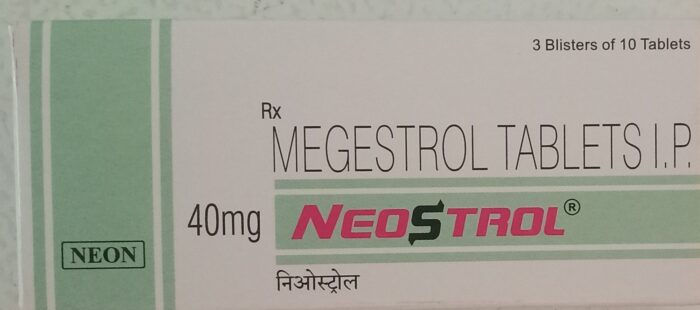 3 Blisters of 10 Tablets
Rx
MEGESTROL TABLETS I.P.
40mg NEOSTROL®
NEON
निओस्ट्रोल